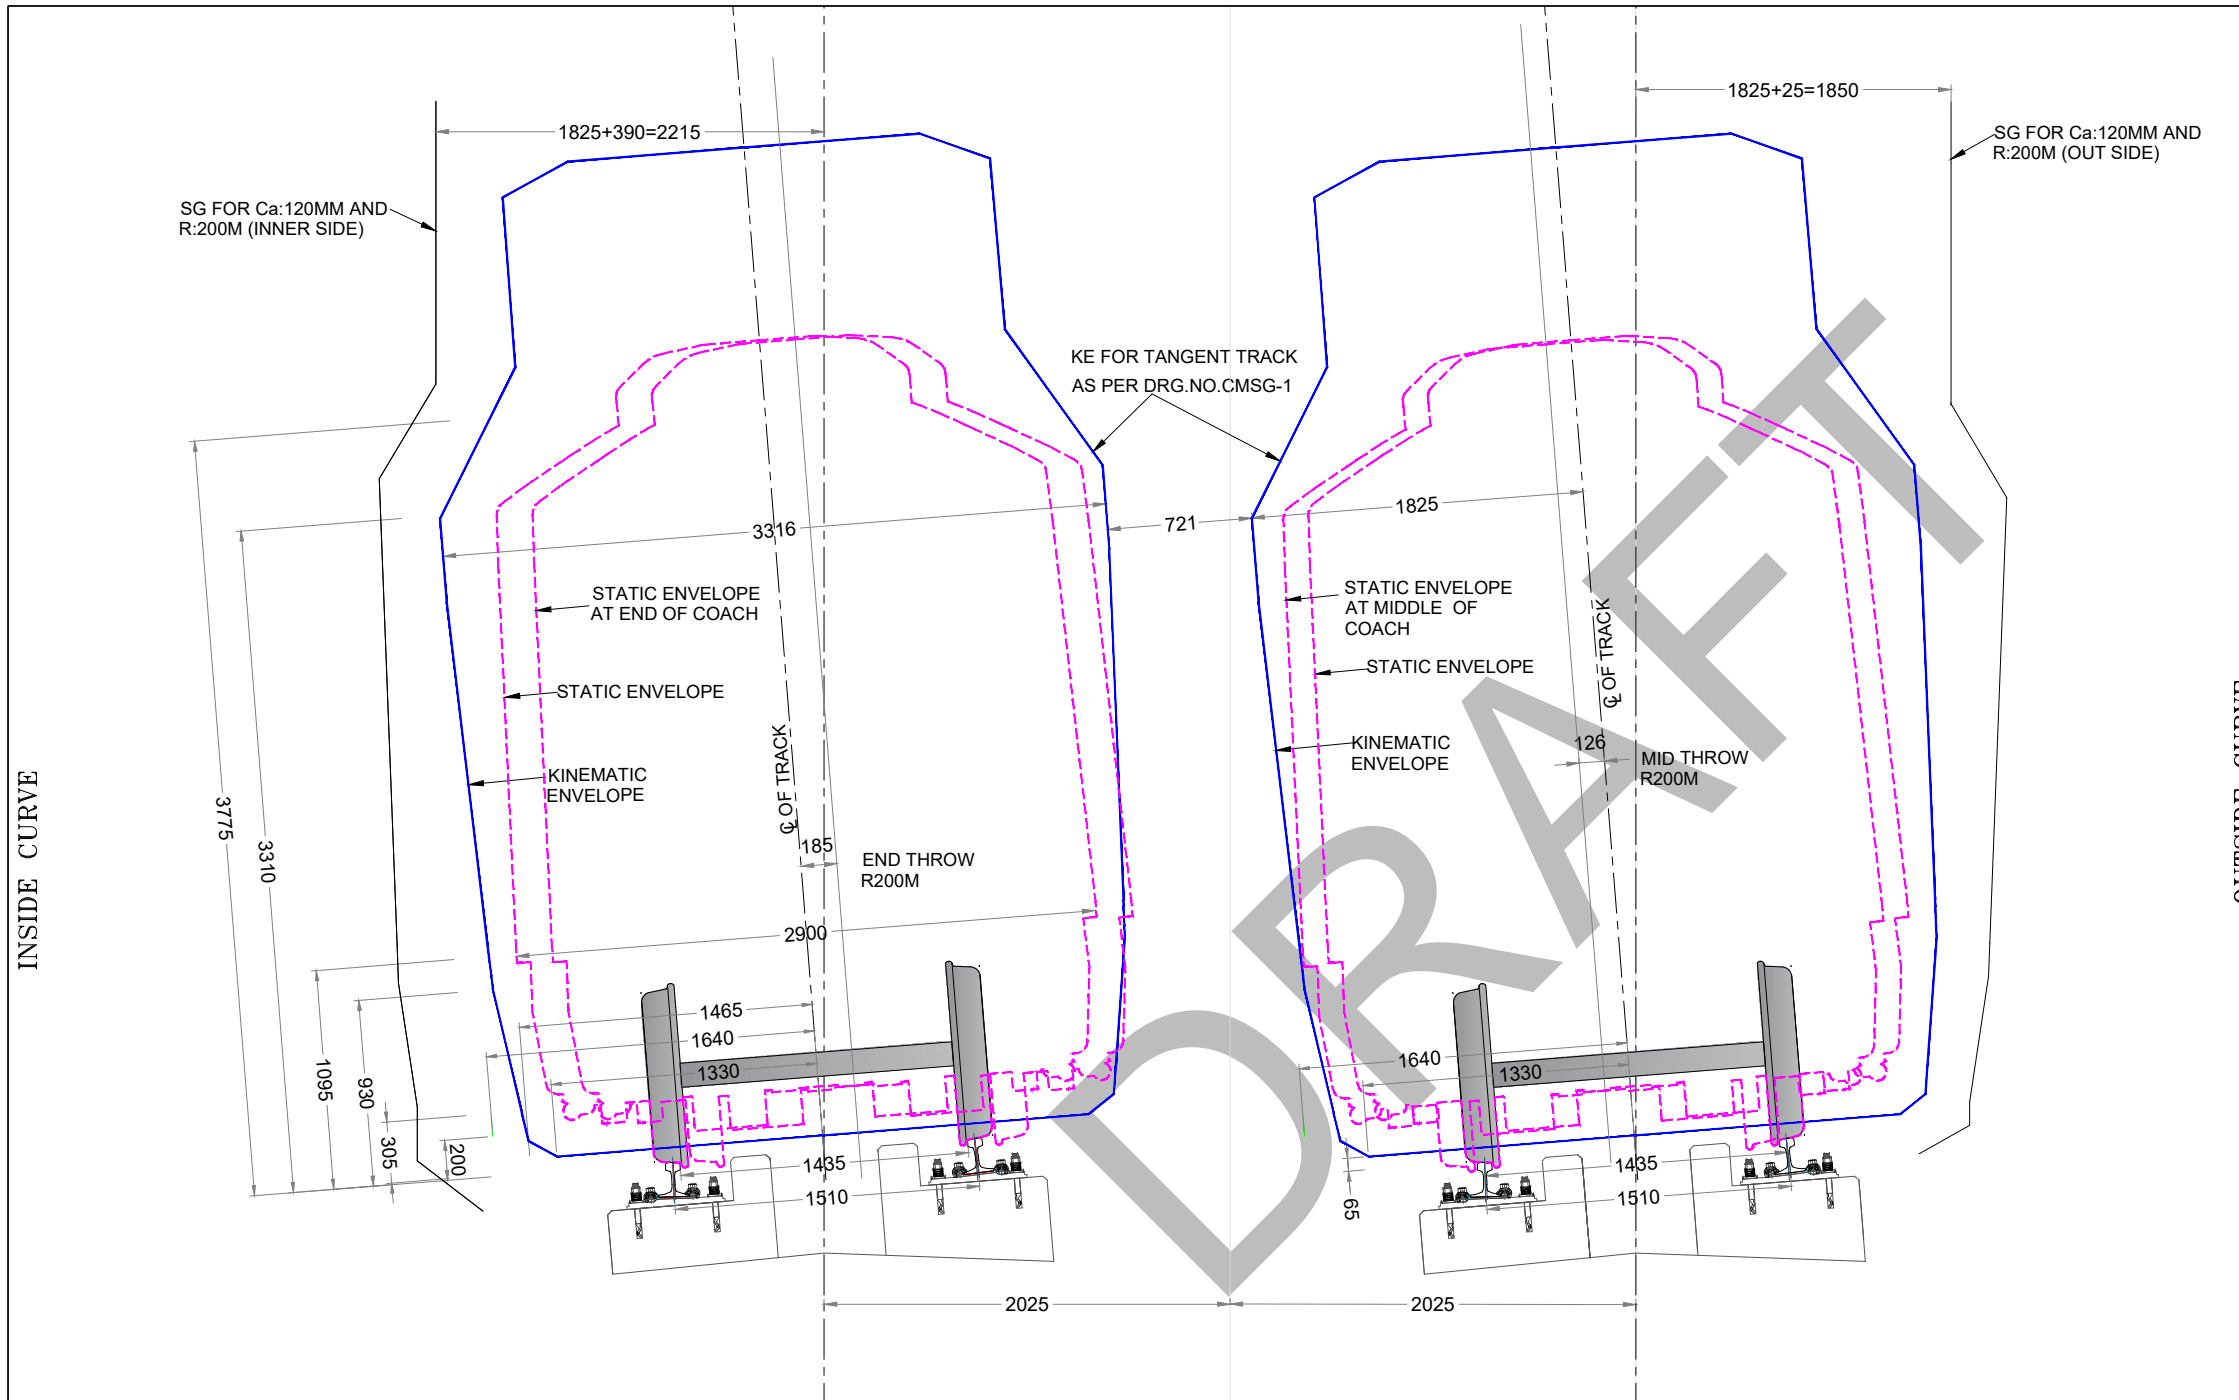 1825+25=1850
1825+390=2215
SG FOR Ca:120MM AND
R:200M (OUT SIDE)
SG FOR Ca:120MM AND
R:200M (INNER SIDE)
KE FOR TANGENT TRACK
AS PER DRG.NO.CMSG-1
3316
721
1825
STATIC ENVELOPE
AT END OF COACH
STATIC ENVELOPE
AT MIDDLE OF
COACH
STATIC ENVELOPE
STATIC ENVELOPE
KINEMATIC
ENVELOPE
KINEMATIC
ENVELOPE
℄ OF TRACK
℄ OF TRACK
126
MID THROW
R200M
185
END THROW
R200M
2900
INSIDE CURVE
3775
3310
1095
930
305
200
1465
1640
1330
1640
1330
1435
1510
1435
1510
65
2025
2025
DRAFT